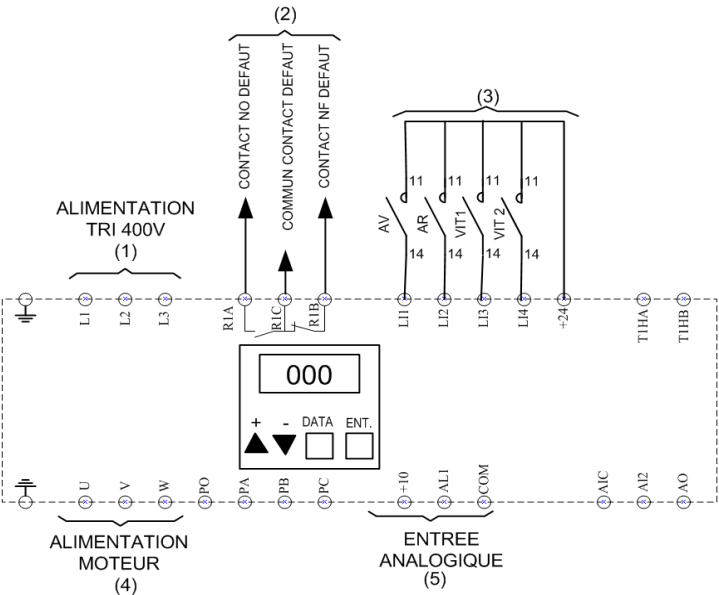 (2)
CONTACT NO DEFAUT
COMMUN CONTACT DEFAUT
CONTACT NF DEFAUT
(3)
11
11
11
11
AV
AR
VIT1
VIT 2
14
14
14
14
ALIMENTATION
TRI 400V
(1)
L1
L2
L3
R1A
R1C
R1B
LI1
LI2
LI3
LI4
+24
T1HA
T1HB
000
+
-
DATA
ENT.
U
V
W
PO
PA
PB
PC
+10
AL1
COM
AIC
AI2
AO
ALIMENTATION
MOTEUR
(4)
ENTREE
ANALOGIQUE
(5)